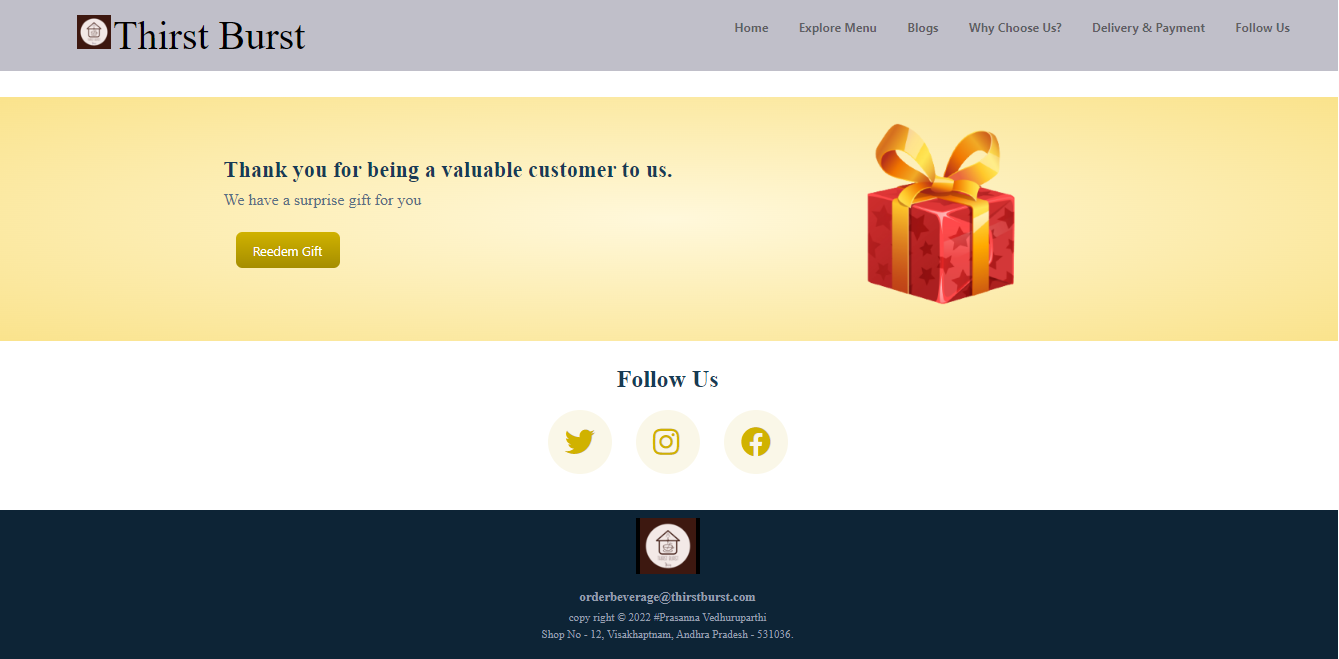 Thirst Burst
Home Explore Menu Blogs Why Choose Us? Delivery & Payment Follow Us
Thank you for being a valuable customer to us.
We have a surprise gift for you
Reedem Gift
Follow Us
orderbeverage@thirstburst.com
copy right © 2022 #Prasanna Vedhuruparthi
Shop No - 12, Visakhaptnam, Andhra Pradesh - 531036.